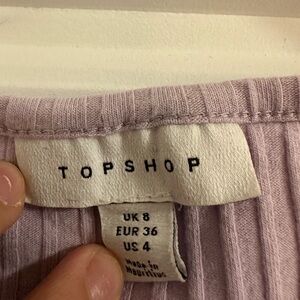 TOPSHOP
UK 8
EUR 36
US 4
Made in
Mauritius